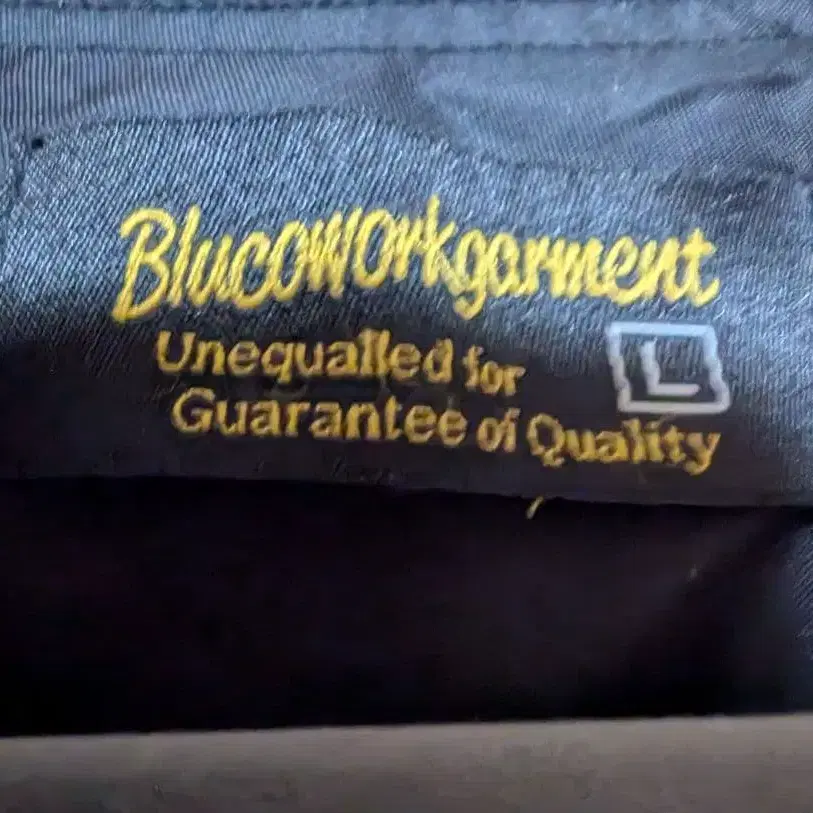 Blucoworkgarment
Unequalled for
L
Guarantee of Quality